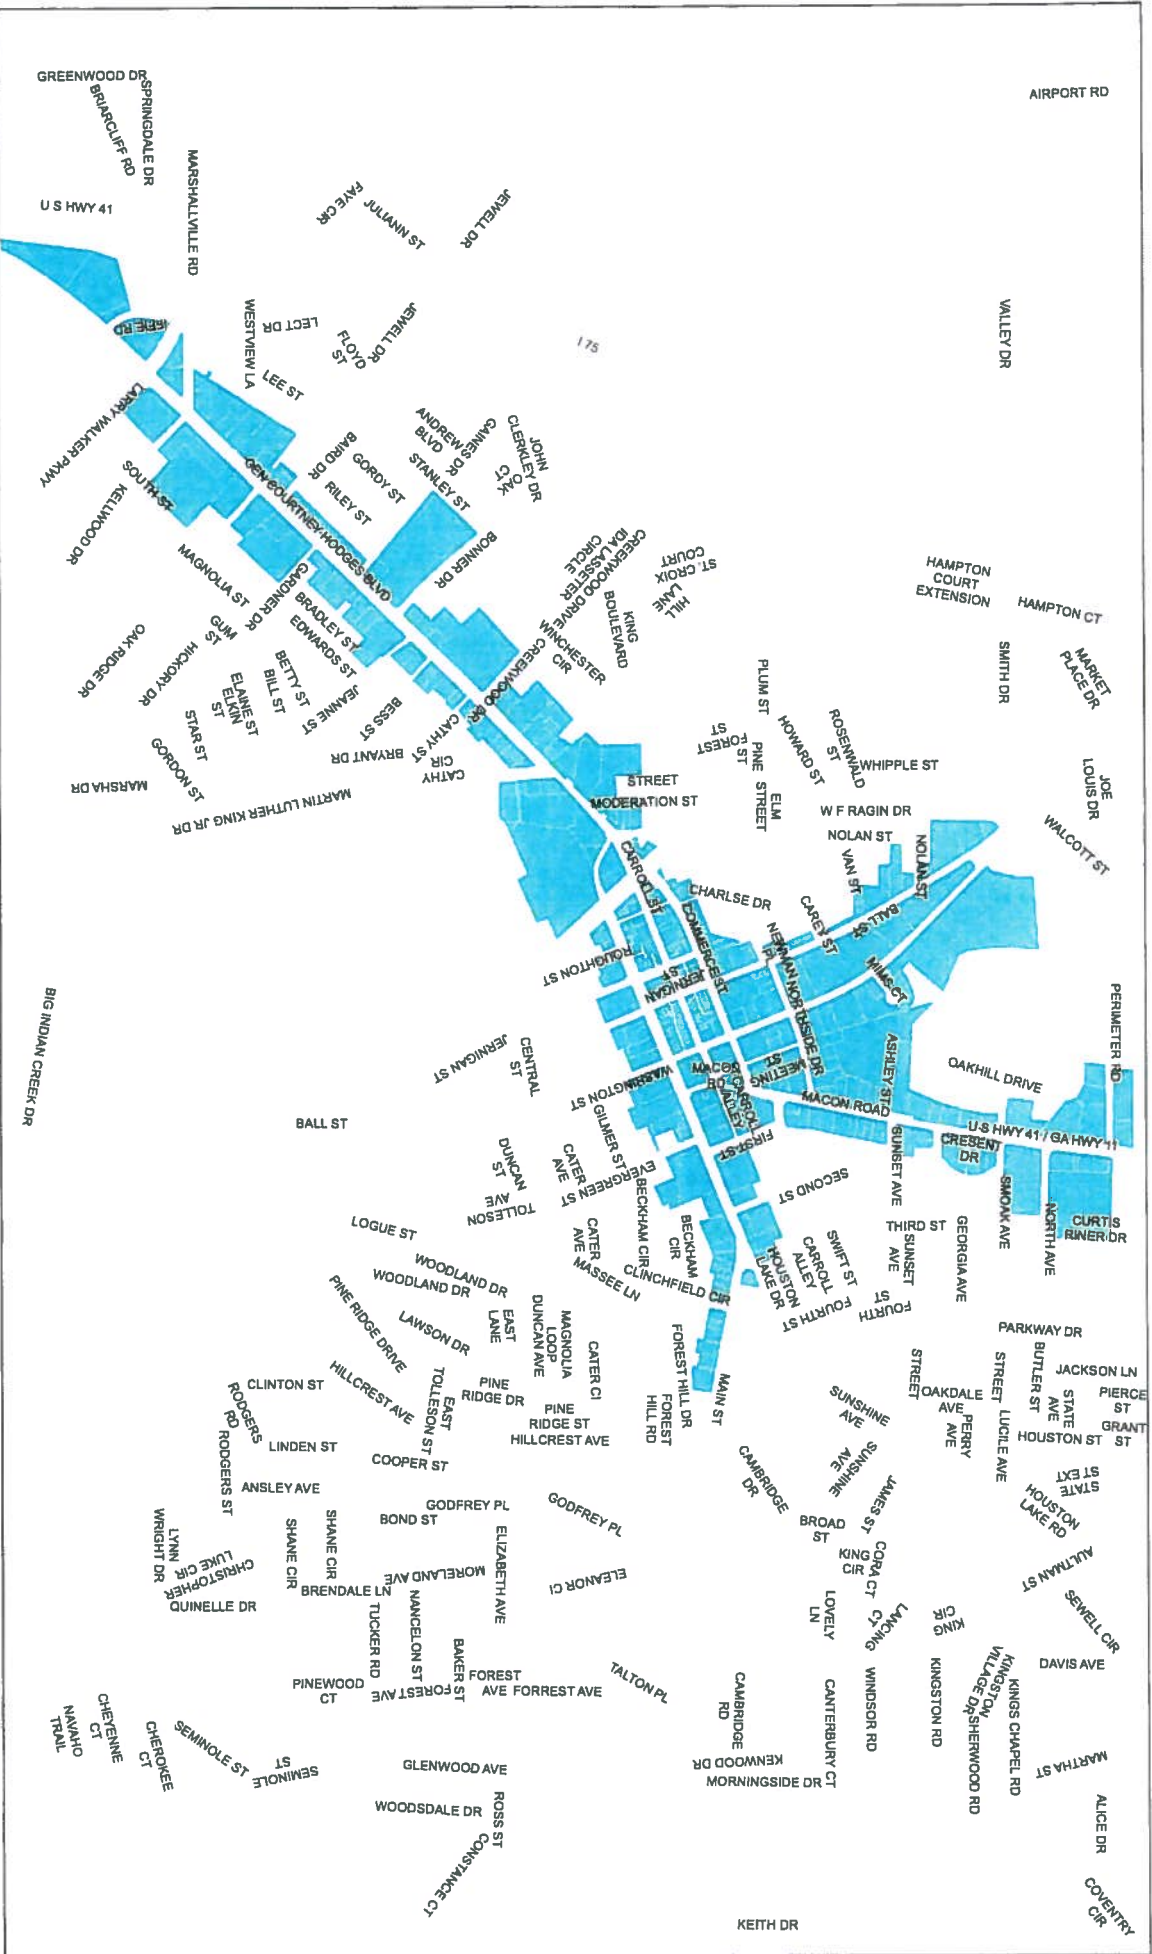 GREENWOOD DR
SPRINGDALE DR
BRIARCLIFF RD
AIRPORT RD
U S HWY 41
MARSHALLVILLE RD
FAYE CIR
JULIANN ST
JEWELL DR
WESTVIEW LA
LECT DR
FLOYD
ST
JEWELL DR
I 75
VALLEY DR
LEE ST
LARRY WALKER PKWY
SOUTH ST
KELLWOOD DR
GEN COURTNEY HODGES BLVD
BAIRD DR
GORDY ST
RILEY ST
ANDREWS
BLVD
GAINES DR
STANLEY ST
JOHN
CLERKLEY DR
OAK
CT
BONNER DR
MAGNOLIA ST
GARDNER DR
BRADLEY ST
EDWARDS ST
GUM
ST
HICKORY DR
OAK RIDGE DR
BETTY ST
BILL ST
ELAINE ST
ELKIN
ST
JEANNE ST
BESS ST
STAR ST
GORDON ST
BRYANT DR
CATHY ST
CATHY
CIR
MARSHA DR
MARTIN LUTHER KING JR DR
IDA LASSETER
CIRCLE
CREEKWOOD DRIVE
CREEKWOOD DR
WINCHESTER
CIR
KING
BOULEVARD
HILL
LANE
ST. CROIX
COURT
HAMPTON
COURT
EXTENSION
HAMPTON CT
MARKET
PLACE DR
SMITH DR
PLUM ST
FOREST
ST
PINE
ST
HOWARD ST
ROSENWALD
ST
WHIPPLE ST
JOE
LOUIS DR
STREET
MODERATION ST
ELM
STREET
W F RAGIN DR
NOLAN ST
NOLAN ST
WALCOTT ST
VAN ST
CARROLL ST
CHARLSE DR
COMMERCE ST
CAREY ST
BALL ST
NEWMAN
PL
NORTHSIDE DR
MIMS CT
ROUGHTON ST
JERNIGAN
ST
PERIMETER RD
BIG INDIAN CREEK DR
JERNIGAN ST
CENTRAL
ST
WASHINGTON ST
MACON
RD
CARROLL
ALLEY
MEETING
ST
ASHLEY ST
OAKHILL DRIVE
MACON ROAD
U S HWY 41 / GA HWY 11
BALL ST
GILMER ST
FIRST ST
SUNSET AVE
CRESENT
DR
DUNCAN
ST
CATER
AVE
EVERGREEN ST
SECOND ST
SMOAK AVE
NORTH AVE
CURTIS
RINER DR
TOLLESON
AVE
BECKHAM CIR
BECKHAM
CIR
THIRD ST
LOGUE ST
CATER
AVE
SWIFT ST
SUNSET
AVE
GEORGIA AVE
CARROLL
ALLEY
HOUSTON
LAKE DR
WOODLAND DR
WOODLAND DR
MASSEE LN
CLINCHFIELD CIR
FOURTH ST
FOURTH
ST
PINE RIDGE DRIVE
LAWSON DR
EAST
LANE
DUNCAN AVE
MAGNOLIA
LOOP
CATER CI
FOREST HILL DR
PARKWAY DR
CLINTON ST
HILLCREST AVE
EAST
TOLLESON ST
PINE
RIDGE DR
PINE
RIDGE ST
HILLCREST AVE
FOREST
HILL RD
MAIN ST
STREET
STREET
BUTLER ST
JACKSON LN
OAKDALE
AVE
STATE
AVE
PIERCE
ST
RODGERS
RD
RODGERS ST
LINDEN ST
COOPER ST
SUNSHINE
AVE
PERRY
AVE
LUCILE AVE
HOUSTON ST
GRANT
ST
ANSLEY AVE
CAMBRIDGE
DR
SUNSHINE
AVE
STATE
ST EXT
GODFREY PL
GODFREY PL
BOND ST
JAMES ST
HOUSTON
LAKE RD
BROAD
ST
LYNN
WRIGHT DR
SHANE CIR
SHANE CIR
ELIZABETH AVE
KING
CIR
CORA CT
AULTMAN ST
CHRISTOPHER
LUKE CIR
MORELAND AVE
BRENDALE LN
ELEANOR CI
QUINELLE DR
LOVELY
LN
LANCING
CT
KING
CIR
SEWELL CIR
TUCKER RD
NANCELON ST
BAKER ST
PINEWOOD
CT
FOREST AVE
FOREST
AVE
FORREST AVE
TALTON PL
DAVIS AVE
CAMBRIDGE
RD
CANTERBURY CT
WINDSOR RD
KINGSTON RD
KINGSTON
VILLAGE DR
SHERWOOD RD
KINGS CHAPEL RD
NAVAHO
TRAIL
CHEYENNE
CT
CHEROKEE
CT
SEMINOLE ST
SEMINOLE
ST
GLENWOOD AVE
KENWOOD DR
MORNINGSIDE DR
MARTHA ST
WOODSDALE DR
ROSS ST
CONSTANCE CT
ALICE DR
COVENTRY
CIR
KEITH DR